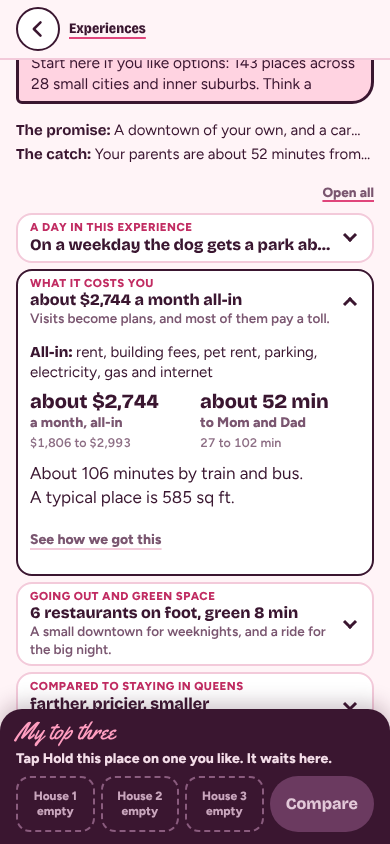 Experiences
Start here if you like options: 143 places across
28 small cities and inner suburbs. Think a
The promise: A downtown of your own, and a car...
The catch: Your parents are about 52 minutes from...
Open all
A DAY IN THIS EXPERIENCE
On a weekday the dog gets a park ab...
WHAT IT COSTS YOU
about $2,744 a month all-in
Visits become plans, and most of them pay a toll.
All-in: rent, building fees, pet rent, parking,
electricity, gas and internet
about $2,744
a month, all-in
$1,806 to $2,993
about 52 min
to Mom and Dad
27 to 102 min
About 106 minutes by train and bus.
A typical place is 585 sq ft.
See how we got this
GOING OUT AND GREEN SPACE
6 restaurants on foot, green 8 min
A small downtown for weeknights, and a ride for
the big night.
COMPARED TO STAYING IN QUEENS
farther, pricier, smaller
My top three
Tap Hold this place on one you like. It waits here.
House 1
empty
House 2
empty
House 3
empty
Compare